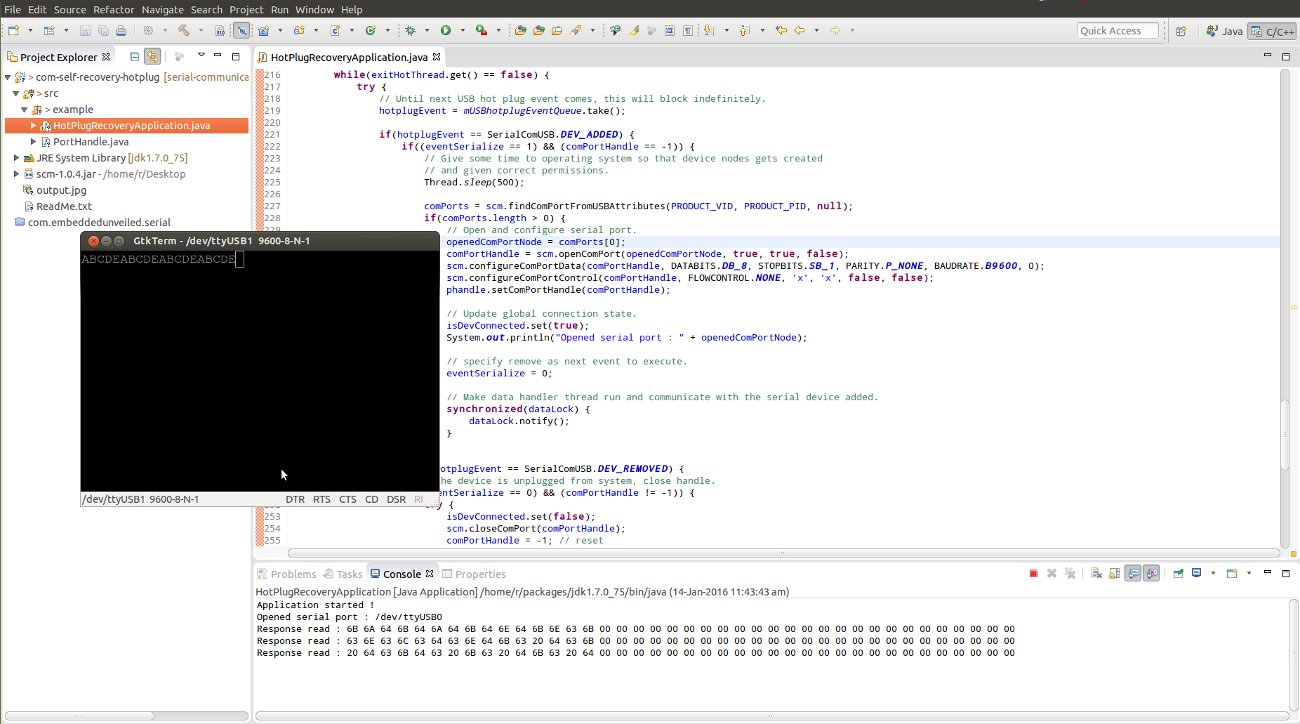 File Edit Source Refactor Navigate Search Project Run Window Help
Quick Access
Java
C/C++
Project Explorer
> com-self-recovery-hotplug [serial-communica
> src
> example
HotPlugRecoveryApplication.java
PortHandle.java
JRE System Library [jdk1.7.0_75]
scm-1.0.4.jar - /home/r/Desktop
output.jpg
ReadMe.txt
com.embeddedunveiled.serial
HotPlugRecoveryApplication.java
216 while(exitHotThread.get() == false) {
217 try {
218 // Until next USB hot plug event comes, this will block indefinitely.
219 hotplugEvent = mUSBhotplugEventQueue.take();
220
221 if(hotplugEvent == SerialComUSB.DEV_ADDED) {
222 if((eventSerialize == 1) && (comPortHandle == -1)) {
223 // Give some time to operating system so that device nodes gets created
224 // and given correct permissions.
225 Thread.sleep(500);
226
227 comPorts = scm.findComPortFromUSBAttributes(PRODUCT_VID, PRODUCT_PID, null);
228 if(comPorts.length > 0) {
// Open and configure serial port.
openedComPortNode = comPorts[0];
comPortHandle = scm.openComPort(openedComPortNode, true, true, false);
scm.configureComPortData(comPortHandle, DATABITS.DB_8, STOPBITS.SB_1, PARITY.P_NONE, BAUDRATE.B9600, 0);
scm.configureComPortControl(comPortHandle, FLOWCONTROL.NONE, 'x', 'x', false, false);
phandle.setComPortHandle(comPortHandle);
// Update global connection state.
isDevConnected.set(true);
System.out.println("Opened serial port : " + openedComPortNode);
// specify remove as next event to execute.
eventSerialize = 0;
// Make data handler thread run and communicate with the serial device added.
synchronized(dataLock) {
dataLock.notify();
}
otplugEvent == SerialComUSB.DEV_REMOVED) {
he device is unplugged from system, close handle.
entSerialize == 0) && (comPortHandle != -1)) {
ry {
253 isDevConnected.set(false);
254 scm.closeComPort(comPortHandle);
255 comPortHandle = -1; // reset
GtkTerm - /dev/ttyUSB1 9600-8-N-1
ABCDEABCDEABCDEABCDE
/dev/ttyUSB1 9600-8-N-1 DTR RTS CTS CD DSR RI
Problems Tasks Console Properties
HotPlugRecoveryApplication [Java Application] /home/r/packages/jdk1.7.0_75/bin/java (14-Jan-2016 11:43:43 am)
Application started !
Opened serial port : /dev/ttyUSB0
Response read : 6B 6A 64 6B 64 6A 64 6B 64 6E 64 6B 6E 63 6B 00 00 00 00 00 00 00 00 00 00 00 00 00 00 00 00 00 00 00 00
Response read : 63 6E 63 6C 63 64 63 6E 64 6B 63 20 64 63 6B 00 00 00 00 00 00 00 00 00 00 00 00 00 00 00 00 00 00 00 00
Response read : 20 64 63 6B 64 63 20 6B 63 20 64 6B 63 20 64 00 00 00 00 00 00 00 00 00 00 00 00 00 00 00 00 00 00 00 00